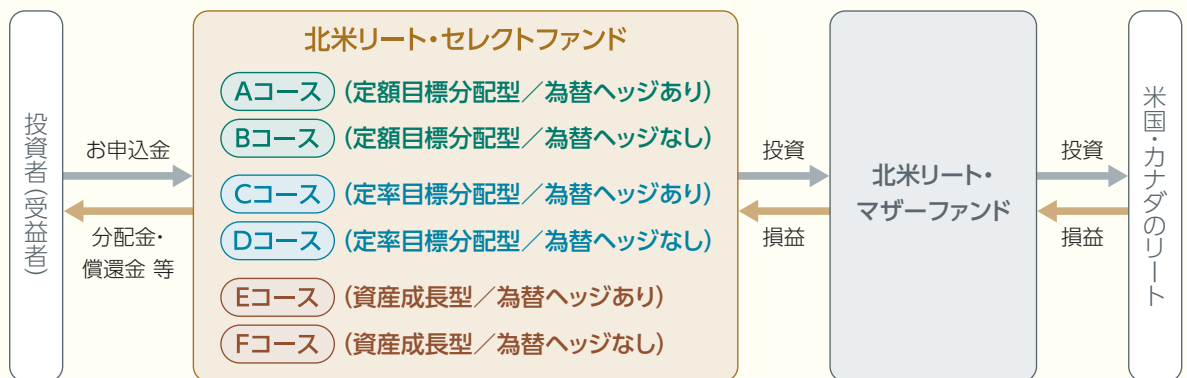 投資者(受益者)
お申込金
分配金・
償還金 等
北米リート・セレクトファンド
Aコース (定額目標分配型／為替ヘッジあり)
Bコース (定額目標分配型／為替ヘッジなし)
Cコース (定率目標分配型／為替ヘッジあり)
Dコース (定率目標分配型／為替ヘッジなし)
Eコース (資産成長型／為替ヘッジあり)
Fコース (資産成長型／為替ヘッジなし)
投資
損益
北米リート・
マザーファンド
投資
損益
米国・カナダのリート